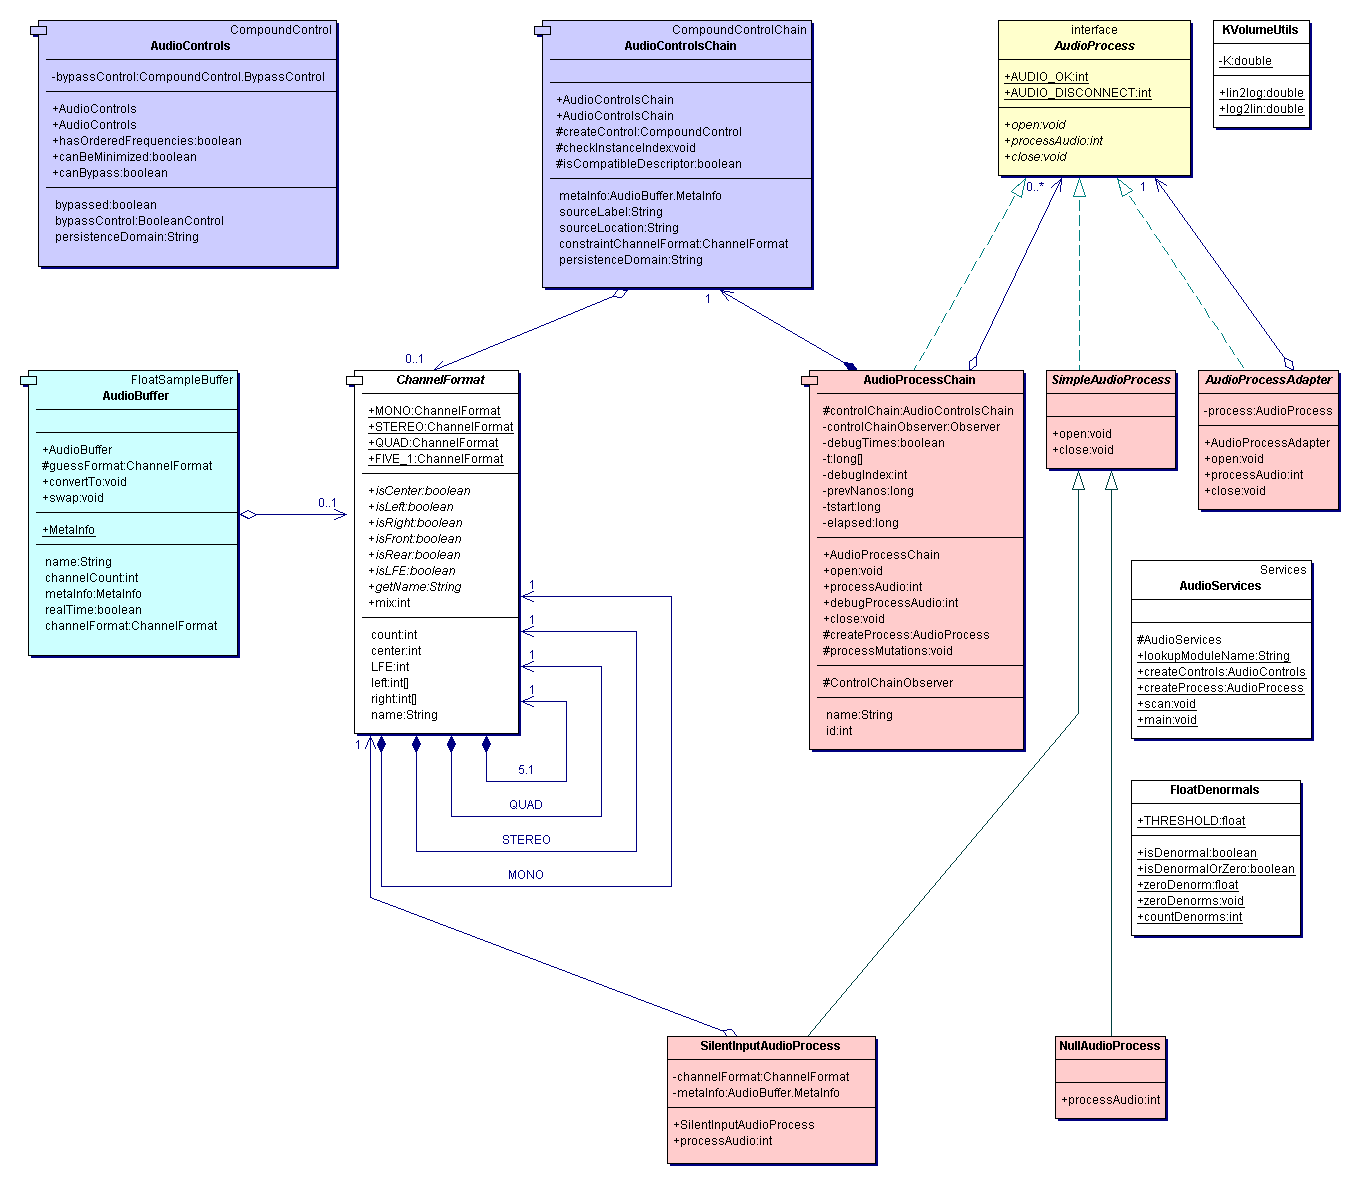 CompoundControl
AudioControls
-bypassControl:CompoundControl.BypassControl
+AudioControls
+AudioControls
+hasOrderedFrequencies:boolean
+canBeMinimized:boolean
+canBypass:boolean
bypassed:boolean
bypassControl:BooleanControl
persistenceDomain:String
CompoundControlChain
AudioControlsChain
+AudioControlsChain
+AudioControlsChain
#createControl:CompoundControl
#checkInstanceIndex:void
#isCompatibleDescriptor:boolean
metaInfo:AudioBuffer.MetaInfo
sourceLabel:String
sourceLocation:String
constraintChannelFormat:ChannelFormat
persistenceDomain:String
interface
AudioProcess
+AUDIO_OK:int
+AUDIO_DISCONNECT:int
+open:void
+processAudio:int
+close:void
KVolumeUtils
-K:double
+lin2log:double
+log2lin:double
0..*
1
1
0..1
FloatSampleBuffer
AudioBuffer
+AudioBuffer
#guessFormat:ChannelFormat
+convertTo:void
+swap:void
+MetaInfo
name:String
channelCount:int
metaInfo:MetaInfo
realTime:boolean
channelFormat:ChannelFormat
0..1
ChannelFormat
+MONO:ChannelFormat
+STEREO:ChannelFormat
+QUAD:ChannelFormat
+FIVE_1:ChannelFormat
+isCenter:boolean
+isLeft:boolean
+isRight:boolean
+isFront:boolean
+isRear:boolean
+isLFE:boolean
+getName:String
+mix:int
count:int
center:int
LFE:int
left:int[]
right:int[]
name:String
1
1
1
1
1
5.1
QUAD
STEREO
MONO
AudioProcessChain
#controlChain:AudioControlsChain
-controlChainObserver:Observer
-debugTimes:boolean
-t:long[]
-debugIndex:int
-prevNanos:long
-tstart:long
-elapsed:long
+AudioProcessChain
+open:void
+processAudio:int
+debugProcessAudio:int
+close:void
#createProcess:AudioProcess
#processMutations:void
#ControlChainObserver
name:String
id:int
SimpleAudioProcess
+open:void
+close:void
AudioProcessAdapter
-process:AudioProcess
+AudioProcessAdapter
+open:void
+processAudio:int
+close:void
Services
AudioServices
#AudioServices
+lookupModuleName:String
+createControls:AudioControls
+createProcess:AudioProcess
+scan:void
+main:void
FloatDenormals
+THRESHOLD:float
+isDenormal:boolean
+isDenormalOrZero:boolean
+zeroDenorm:float
+zeroDenorms:void
+countDenorms:int
SilentInputAudioProcess
-channelFormat:ChannelFormat
-metaInfo:AudioBuffer.MetaInfo
+SilentInputAudioProcess
+processAudio:int
NullAudioProcess
+processAudio:int